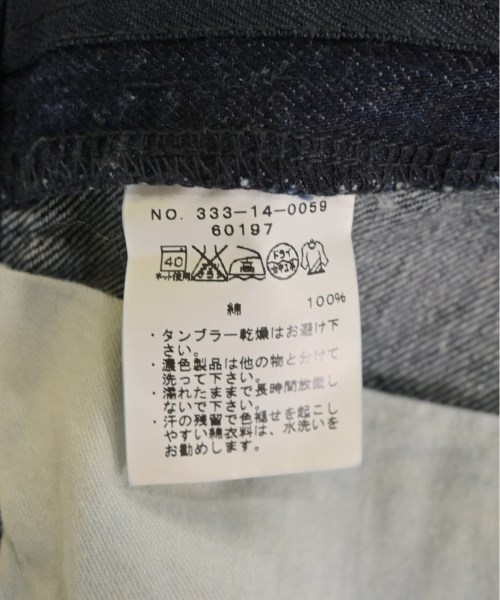 NO. 333-14-0059
60197
40
ネット使用
高
ドライ
セキユ系
綿 100%
・タンブラー乾燥はお避け下
さい。
・濃色製品は他の物と分けて
洗って下さい。
・濡れたままで長時間放置し
ないで下さい。
・汗の残留で色褪せを起こし
やすい綿衣料は、水洗いを
お勧めします。